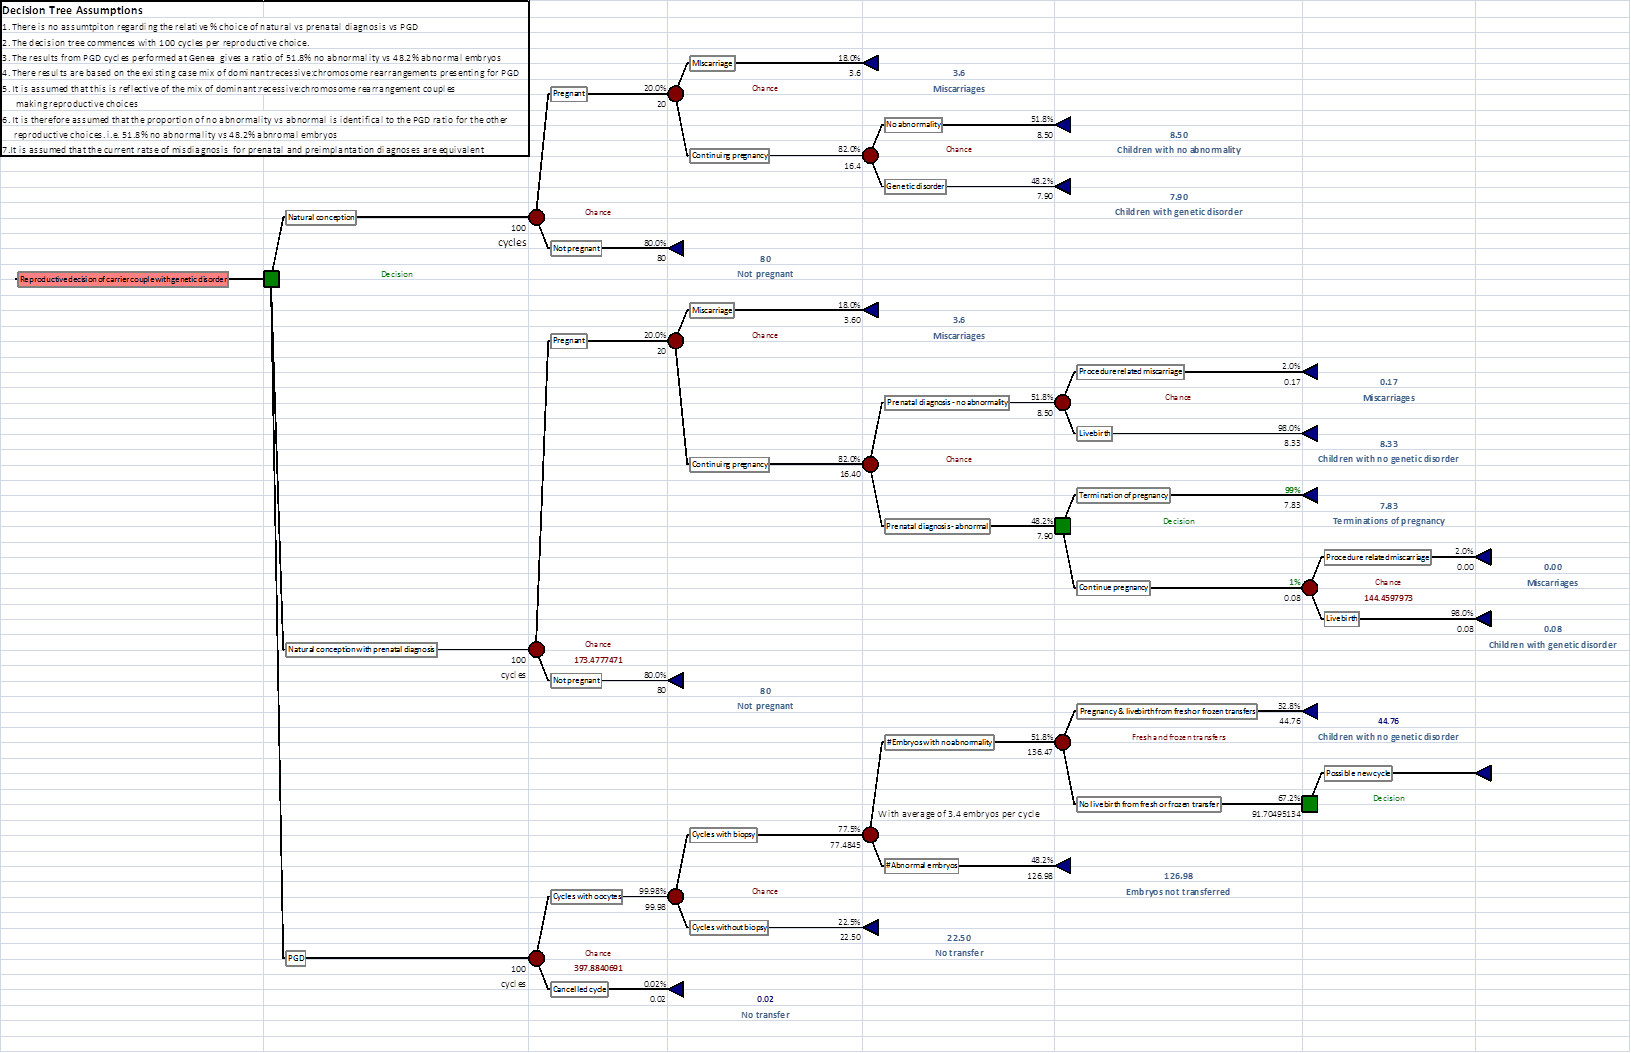 Decision Tree Assumptions
1. There is no assumtpiton regarding the relative % choice of natural vs prenatal diagnosis vs PGD
2. The decision tree commences with 100 cycles per reproductive choice.
3. The results from PGD cycles performed at Genea gives a ratio of 51.8% no abnormality vs 48.2% abnormal embryos
4. There results are based on the existing case mix of dominant:recessive:chromosome rearrangements presenting for PGD
5. It is assumed that this is reflective of the mix of dominant:recessive:chromosome rearrangement couples
making reproductive choices
6. It is therefore assumed that the proportion of no abnormality vs abnormal is identifcal to the PGD ratio for the other
reproductive choices. i.e. 51.8% no abnormality vs 48.2% abnromal embryos
7. It is assumed that the current ratse of misdiagnosis for prenatal and preimplantation diagnoses are equivalent
Miscarriage
18.0%
3.6
3.6
Miscarriages
Chance
Pregnant
20.0%
20
No abnormality
51.8%
8.50
8.50
Children with no abnormality
Continuing pregnancy
82.0%
16.4
Chance
Genetic disorder
48.2%
7.90
7.90
Children with genetic disorder
Natural conception
100
cycles
Chance
Not pregnant
80.0%
80
80
Not pregnant
Reproductive decision of carrier couple with genetic disorder
Decision
Miscarriage
18.0%
3.60
3.6
Miscarriages
Chance
Pregnant
20.0%
20
Procedure related miscarriage
2.0%
0.17
0.17
Miscarriages
Chance
Prenatal diagnosis - no abnormality
51.8%
8.50
Livebirth
98.0%
8.33
8.33
Children with no genetic disorder
Continuing pregnancy
82.0%
16.40
Chance
Termination of pregnancy
99%
7.83
7.83
Terminations of pregnancy
Decision
Prenatal diagnosis - abnormal
48.2%
7.90
Procedure related miscarriage
2.0%
0.00
0.00
Miscarriages
Continue pregnancy
1%
0.08
Chance
144.4597973
Livebirth
98.0%
0.08
0.08
Children with genetic disorder
Natural conception with prenatal diagnosis
100
cycles
Chance
173.4777471
Not pregnant
80.0%
80
80
Not pregnant
Pregnancy & livebirth from fresh or frozen transfers
32.8%
44.76
44.76
Children with no genetic disorder
#Embryos with no abnormality
51.8%
136.47
Fresh and frozen transfers
Possible new cycle
No livebirth from fresh or frozen transfer
67.2%
91.70495134
Decision
With average of 3.4 embryos per cycle
Cycles with biopsy
77.5%
77.4845
#Abnormal embryos
48.2%
126.98
126.98
Embryos not transferred
Cycles with oocytes
99.98%
99.98
Chance
Cycles without biopsy
22.5%
22.50
22.50
No transfer
PGD
100
cycles
Chance
397.8840691
Cancelled cycle
0.02%
0.02
0.02
No transfer